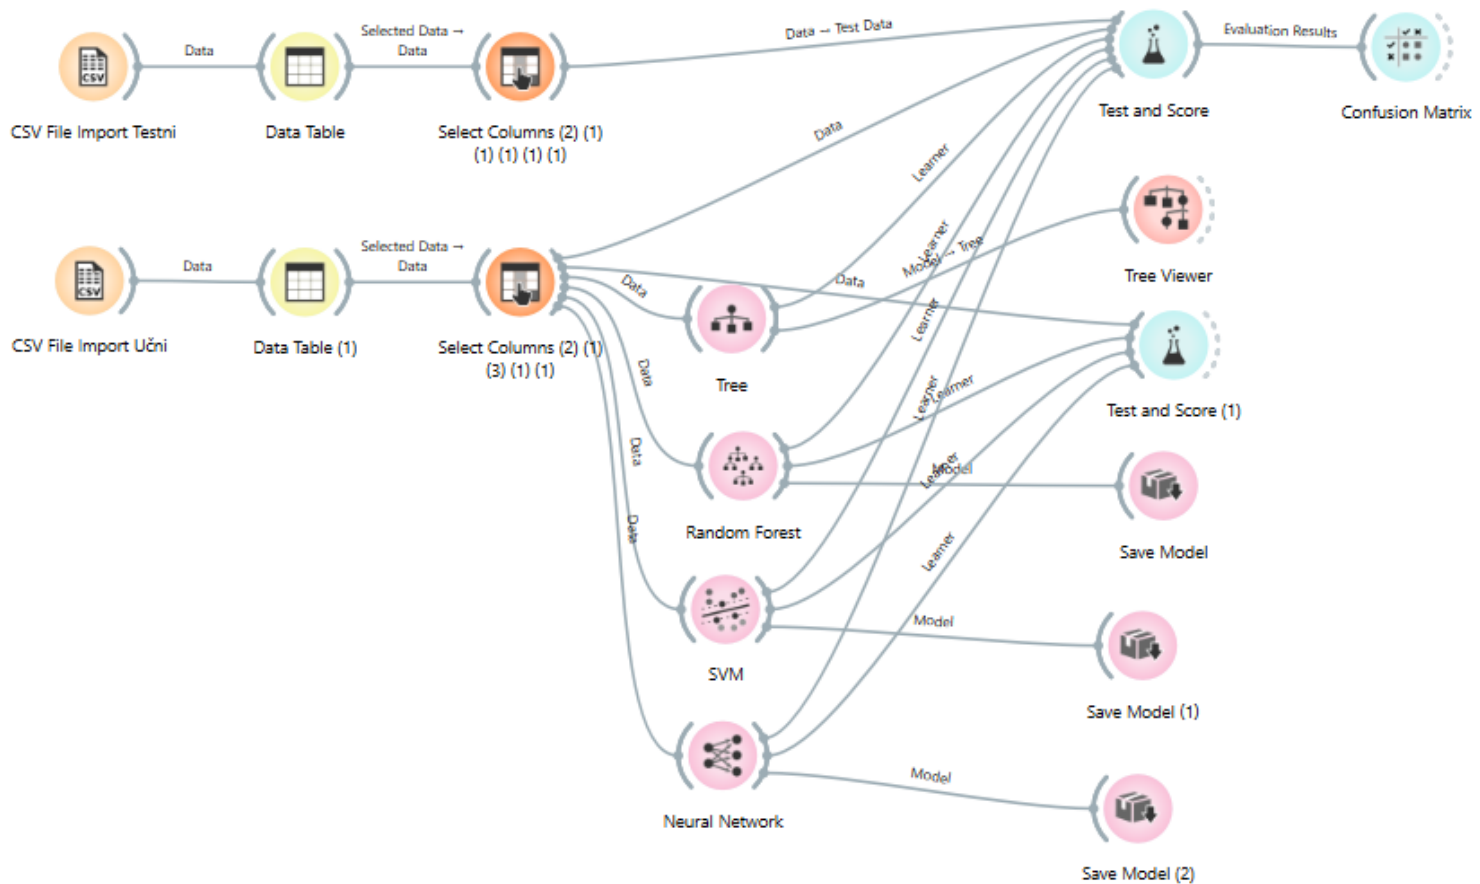 Data
Selected Data →
Data
Data → Test Data
Evaluation Results
CSV File Import Testni
Data Table
Select Columns (2) (1)
(1) (1) (1) (1)
Test and Score
Confusion Matrix
Data
Learner
Data
Selected Data →
Data
Learner
Model → Tree
Data
Data
Tree Viewer
CSV File Import Učni
Data Table (1)
Select Columns (2) (1)
(3) (1) (1)
Tree
Learner
Data
Learner
Learner
Test and Score (1)
Data
Learner
Model
Random Forest
Save Model
Data
Learner
Model
SVM
Save Model (1)
Model
Neural Network
Save Model (2)